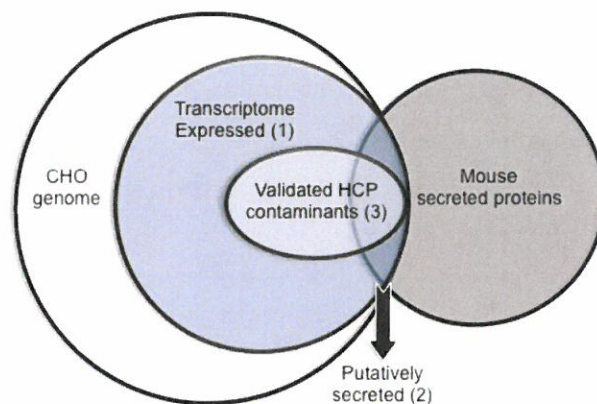 Transcriptome
Expressed (1)
CHO
genome
Validated HCP
contaminants (3)
Mouse
secreted proteins
Putatively
secreted (2)